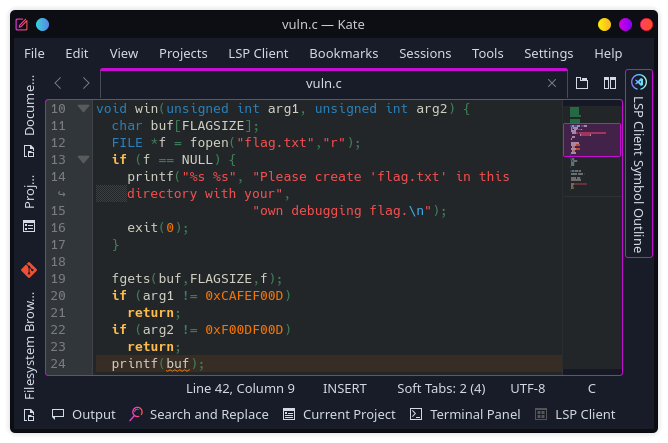 vuln.c — Kate
File Edit View Projects LSP Client Bookmarks Sessions Tools Settings Help
vuln.c
Docume...
Proj...
Filesystem Brow...
10 void win(unsigned int arg1, unsigned int arg2) {
11 char buf[FLAGSIZE];
12 FILE *f = fopen("flag.txt","r");
13 if (f == NULL) {
14 printf("%s %s", "Please create 'flag.txt' in this
directory with your",
15 "own debugging flag.\n");
16 exit(0);
17 }
18
19 fgets(buf,FLAGSIZE,f);
20 if (arg1 != 0xCAFEF00D)
21 return;
22 if (arg2 != 0xF00DF00D)
23 return;
24 printf(buf);
LSP Client Symbol Outline
Line 42, Column 9 INSERT Soft Tabs: 2 (4) UTF-8 C
Output Search and Replace Current Project Terminal Panel LSP Client